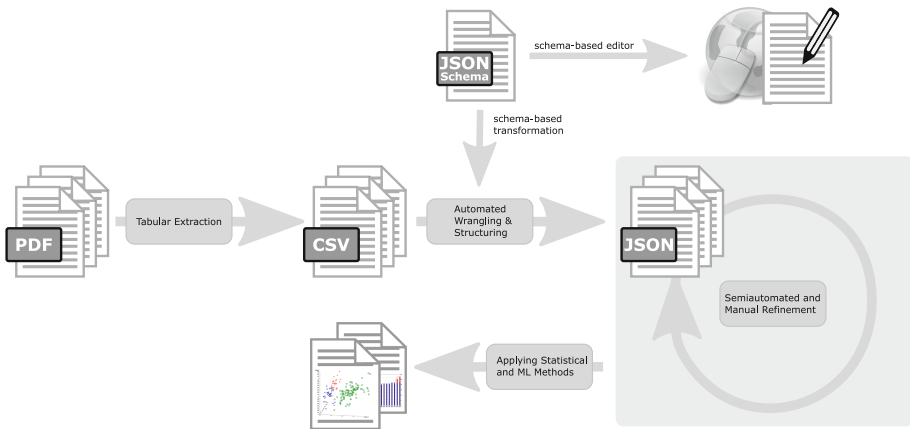 JSON
Schema
schema-based editor
schema-based
transformation
PDF
Tabular Extraction
CSV
Automated
Wrangling &
Structuring
JSON
Semiautomated and
Manual Refinement
Applying Statistical
and ML Methods